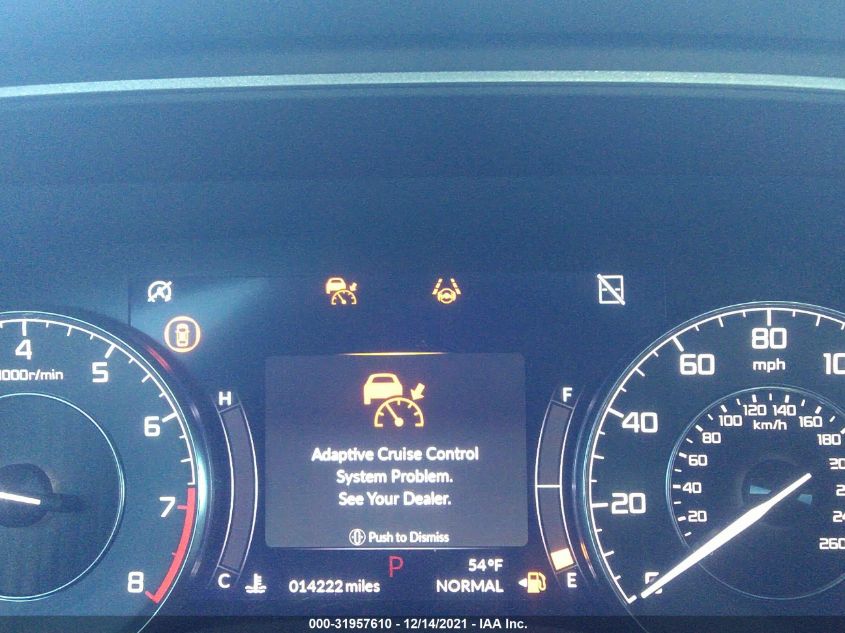 4
5
6
7
8
1000r/min
H
C
Adaptive Cruise Control
System Problem.
See Your Dealer.
Push to Dismiss
P
54°F
014222 miles
NORMAL
F
E
20
40
60
80
mph
20
40
60
80
100
120
140
160
180
km/h
260
000-31957610 - 12/14/2021 - IAA Inc.